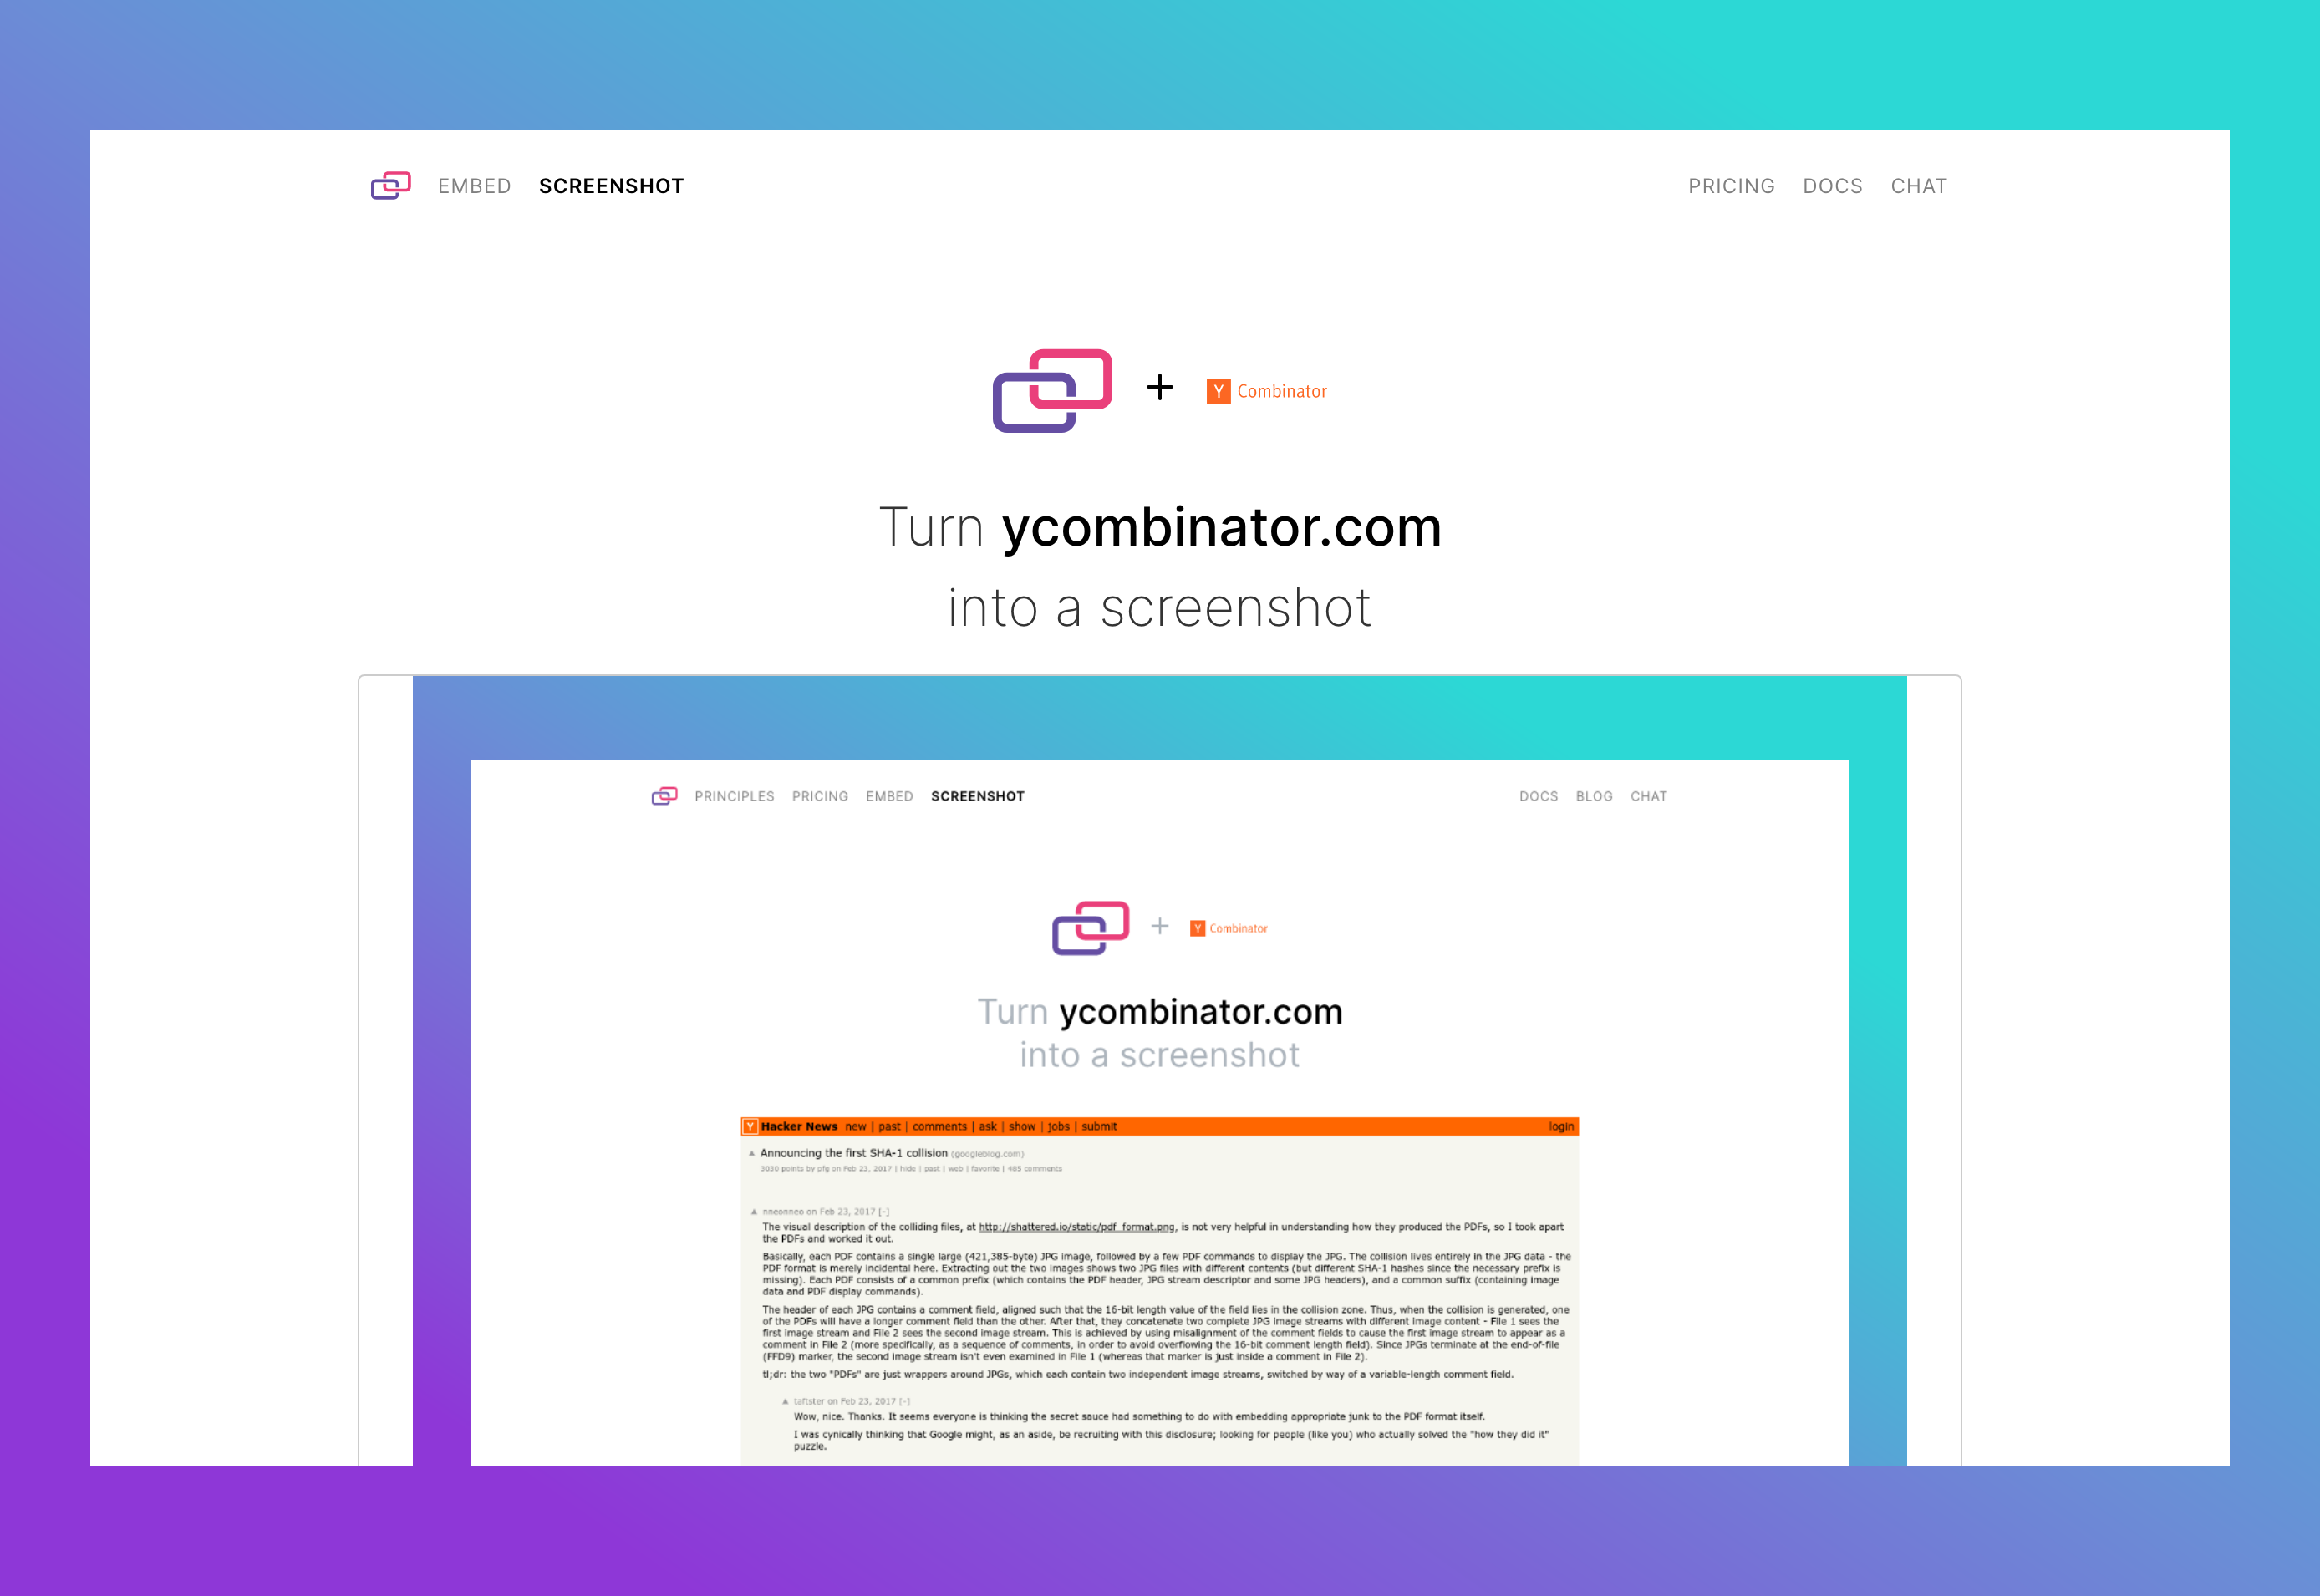 EMBED SCREENSHOT PRICING DOCS CHAT
+ Y Combinator
Turn ycombinator.com
into a screenshot
PRINCIPLES PRICING EMBED SCREENSHOT DOCS BLOG CHAT
+ Y Combinator
Turn ycombinator.com
into a screenshot
Y Hacker News new | past | comments | ask | show | jobs | submit login
Announcing the first SHA-1 collision (googleblog.com)
3030 points by pfg on Feb 23, 2017 | hide | past | web | favorite | 485 comments
nneonneo on Feb 23, 2017 [-]
The visual description of the colliding files, at http://shattered.io/static/pdf_format.png, is not very helpful in understanding how they produced the PDFs, so I took apart
the PDFs and worked it out.
Basically, each PDF contains a single large (421,385-byte) JPG image, followed by a few PDF commands to display the JPG. The collision lives entirely in the JPG data - the
PDF format is merely incidental here. Extracting out the two images shows two JPG files with different contents (but different SHA-1 hashes since the necessary prefix is
missing). Each PDF consists of a common prefix (which contains the PDF header, JPG stream descriptor and some JPG headers), and a common suffix (containing image
data and PDF display commands).
The header of each JPG contains a comment field, aligned such that the 16-bit length value of the field lies in the collision zone. Thus, when the collision is generated, one
of the PDFs will have a longer comment field than the other. After that, they concatenate two complete JPG image streams with different image content - File 1 sees the
first image stream and File 2 sees the second image stream. This is achieved by using misalignment of the comment fields to cause the first image stream to appear as a
comment in File 2 (more specifically, as a sequence of comments, in order to avoid overflowing the 16-bit comment length field). Since JPGs terminate at the end-of-file
(FFD9) marker, the second image stream isn't even examined in File 1 (whereas that marker is just inside a comment in File 2).
tl;dr: the two "PDFs" are just wrappers around JPGs, which each contain two independent image streams, switched by way of a variable-length comment field.
taftster on Feb 23, 2017 [-]
Wow, nice. Thanks. It seems everyone is thinking the secret sauce had something to do with embedding appropriate junk to the PDF format itself.
I was cynically thinking that Google might, as an aside, be recruiting with this disclosure; looking for people (like you) who actually solved the "how they did it"
puzzle.